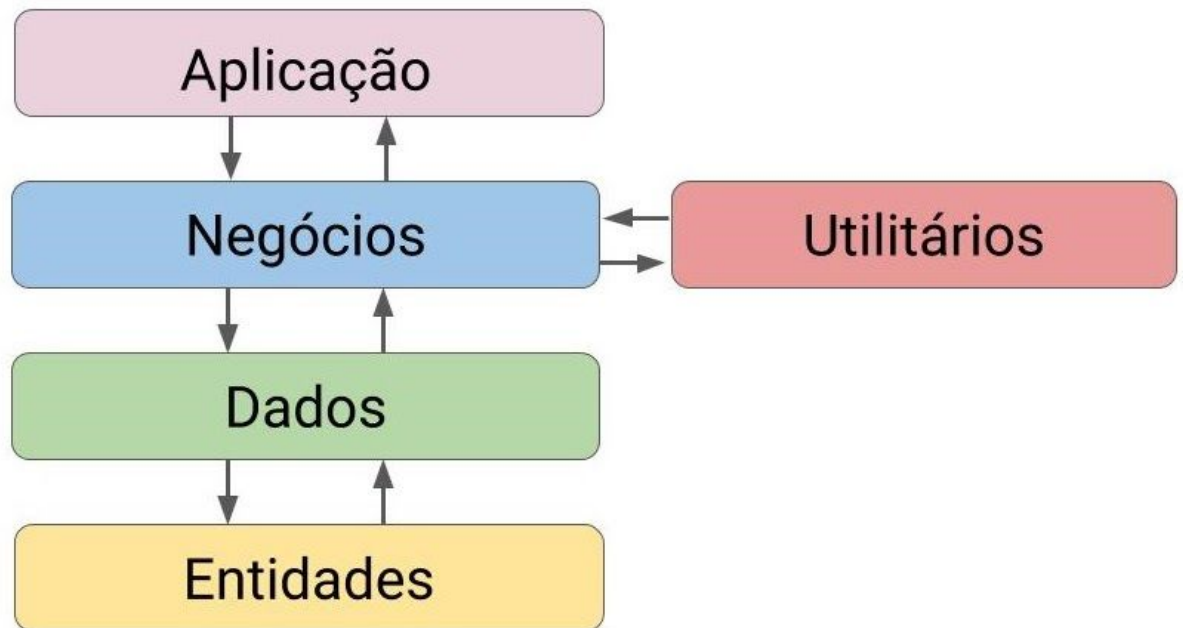 Aplicação
Negócios
Utilitários
Dados
Entidades